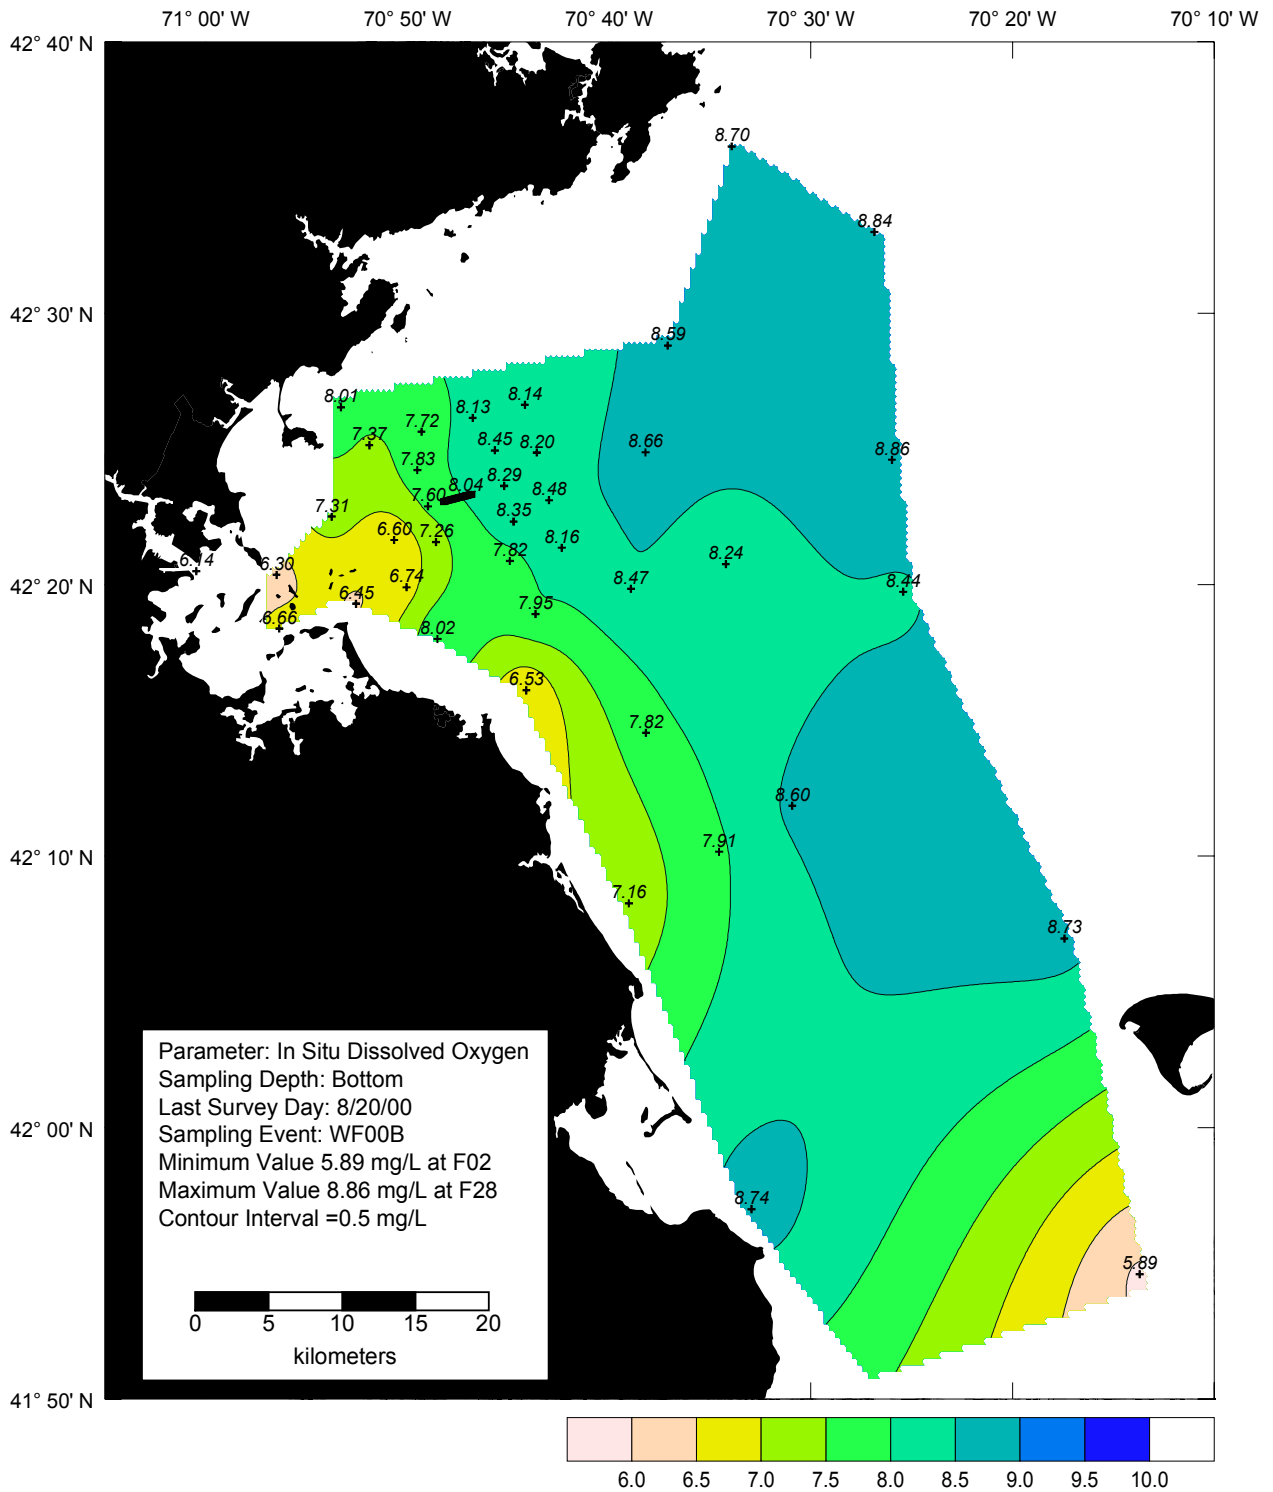 71° 00' W 70° 50' W 70° 40' W 70° 30' W 70° 20' W 70° 10' W
42° 40' N
8.70
8.84
42° 30' N
8.59
8.01
8.14
8.13
7.72
7.37
8.45
8.20
8.66
8.86
7.83
8.29
8.04
8.48
7.60
7.31
8.35
6.60
7.26
8.16
7.82
8.24
6.14
6.30
42° 20' N
6.74
8.47
8.44
6.45
7.95
6.66
8.02
6.53
7.82
8.60
7.91
42° 10' N
7.16
8.73
42° 00' N
8.74
5.89
41° 50' N
Parameter: In Situ Dissolved Oxygen
Sampling Depth: Bottom
Last Survey Day: 8/20/00
Sampling Event: WF00B
Minimum Value 5.89 mg/L at F02
Maximum Value 8.86 mg/L at F28
Contour Interval =0.5 mg/L
0 5 10 15 20
kilometers
6.0 6.5 7.0 7.5 8.0 8.5 9.0 9.5 10.0